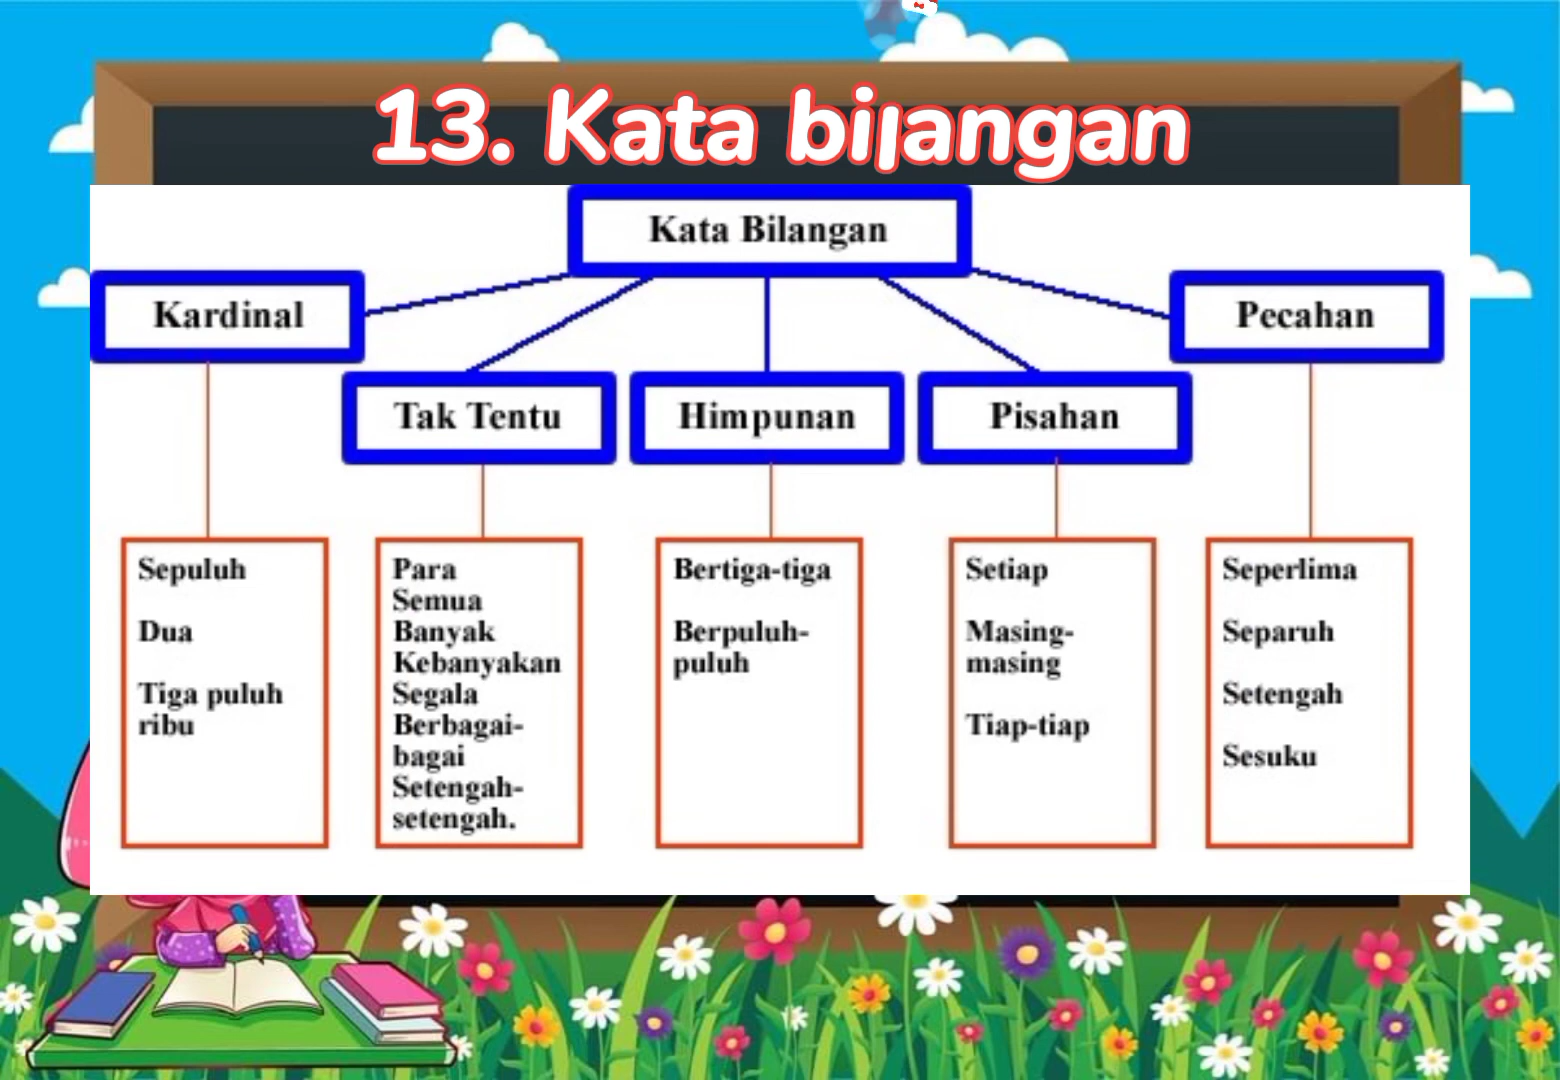 13. Kata bilangan
Kata Bilangan
Kardinal
Pecahan
Tak Tentu
Himpunan
Pisahan
Sepuluh
Dua
Tiga puluh
ribu
Para
Semua
Banyak
Kebanyakan
Segala
Berbagai-
bagai
Setengah-
setengah.
Bertiga-tiga
Berpuluh-
puluh
Setiap
Masing-
masing
Tiap-tiap
Seperlima
Separuh
Setengah
Sesuku